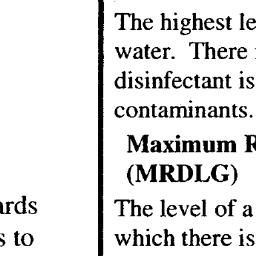 The highest le
water. There
disinfectant is
contaminants.
Maximum R
(MRDLG)
The level of a
which there is
ards
s to